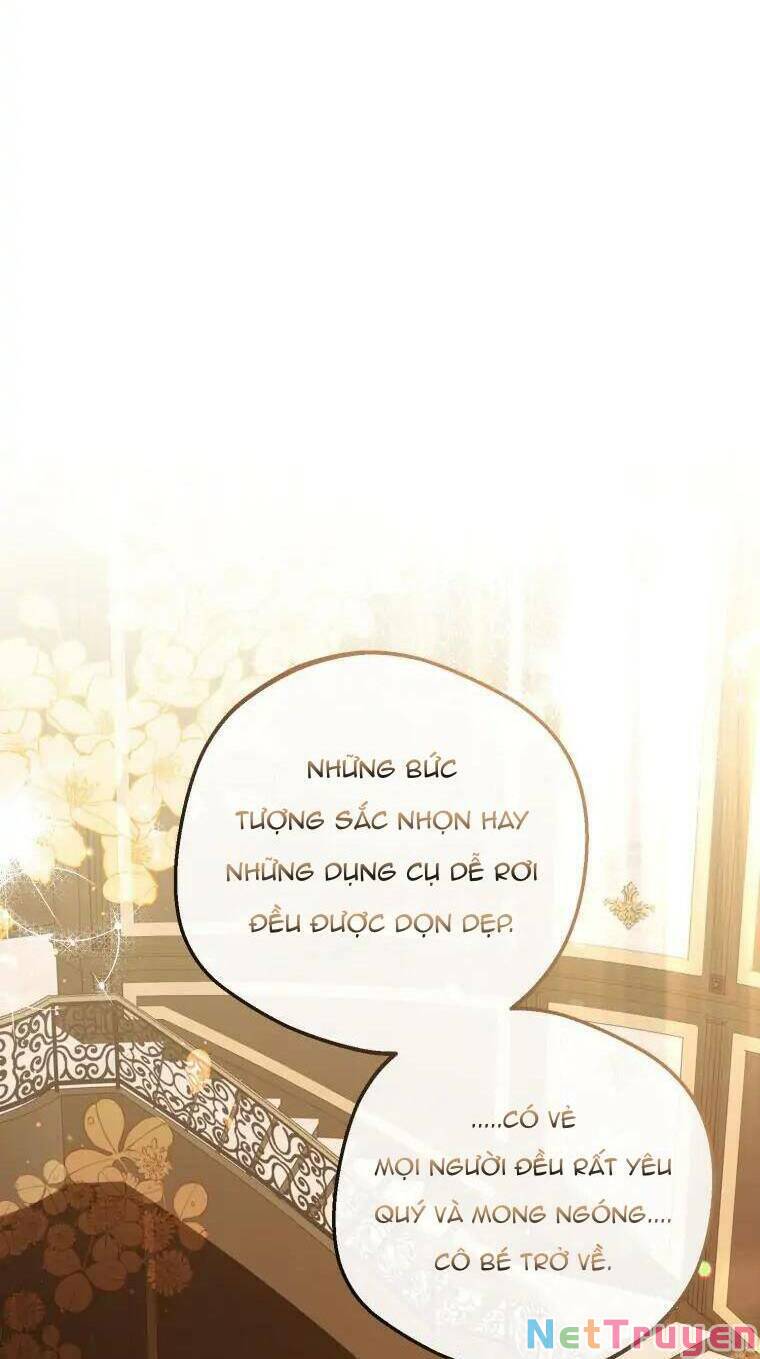 NHỮNG BỨC
TƯỢNG SẮC NHỌN HAY
NHỮNG DỤNG CỤ DỄ RƠI
ĐỀU ĐƯỢC DỌN DẸP.
.....CÓ VẺ
MỌI NGƯỜI ĐỀU RẤT YÊU
QUÝ VÀ MONG NGÓNG....
CÔ BÉ TRỞ VỀ.
NETTRUYEN